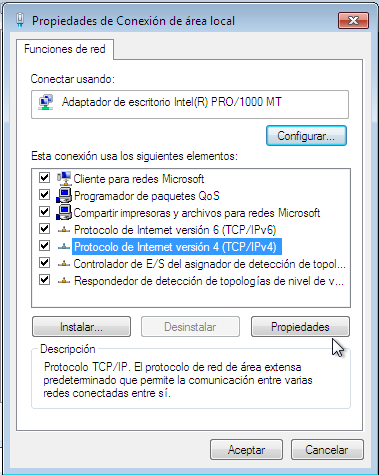 Propiedades de Conexión de área local
Funciones de red
Conectar usando:
Adaptador de escritorio Intel(R) PRO/1000 MT
Configurar...
Esta conexión usa los siguientes elementos:
Cliente para redes Microsoft
Programador de paquetes QoS
Compartir impresoras y archivos para redes Microsoft
Protocolo de Internet versión 6 (TCP/IPv6)
Protocolo de Internet versión 4 (TCP/IPv4)
Controlador de E/S del asignador de detección de topol...
Respondedor de detección de topologías de nivel de v...
Instalar...
Desinstalar
Propiedades
Descripción
Protocolo TCP/IP. El protocolo de red de área extensa
predeterminado que permite la comunicación entre varias
redes conectadas entre sí.
Aceptar
Cancelar